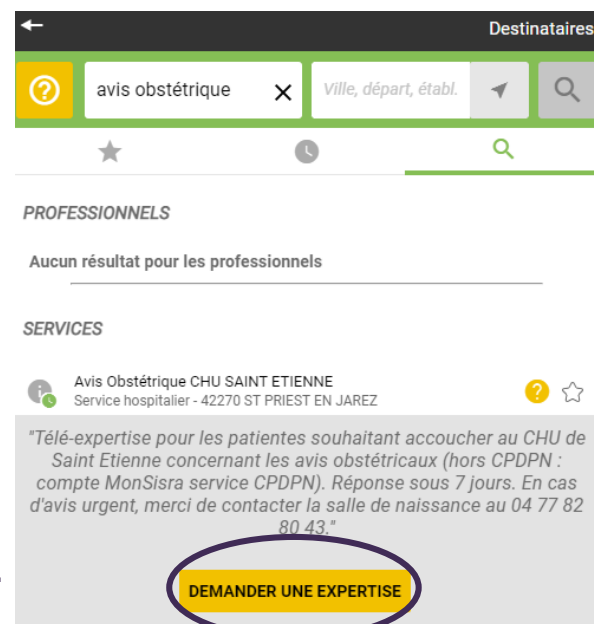 Destinataires
avis obstétrique
Ville, départ, établ.
PROFESSIONNELS
Aucun résultat pour les professionnels
SERVICES
Avis Obstétrique CHU SAINT ETIENNE
Service hospitalier - 42270 ST PRIEST EN JAREZ
"Télé-expertise pour les patientes souhaitant accoucher au CHU de
Saint Etienne concernant les avis obstétricaux (hors CPDPN :
compte MonSisra service CPDPN). Réponse sous 7 jours. En cas
d'avis urgent, merci de contacter la salle de naissance au 04 77 82
80 43."
DEMANDER UNE EXPERTISE